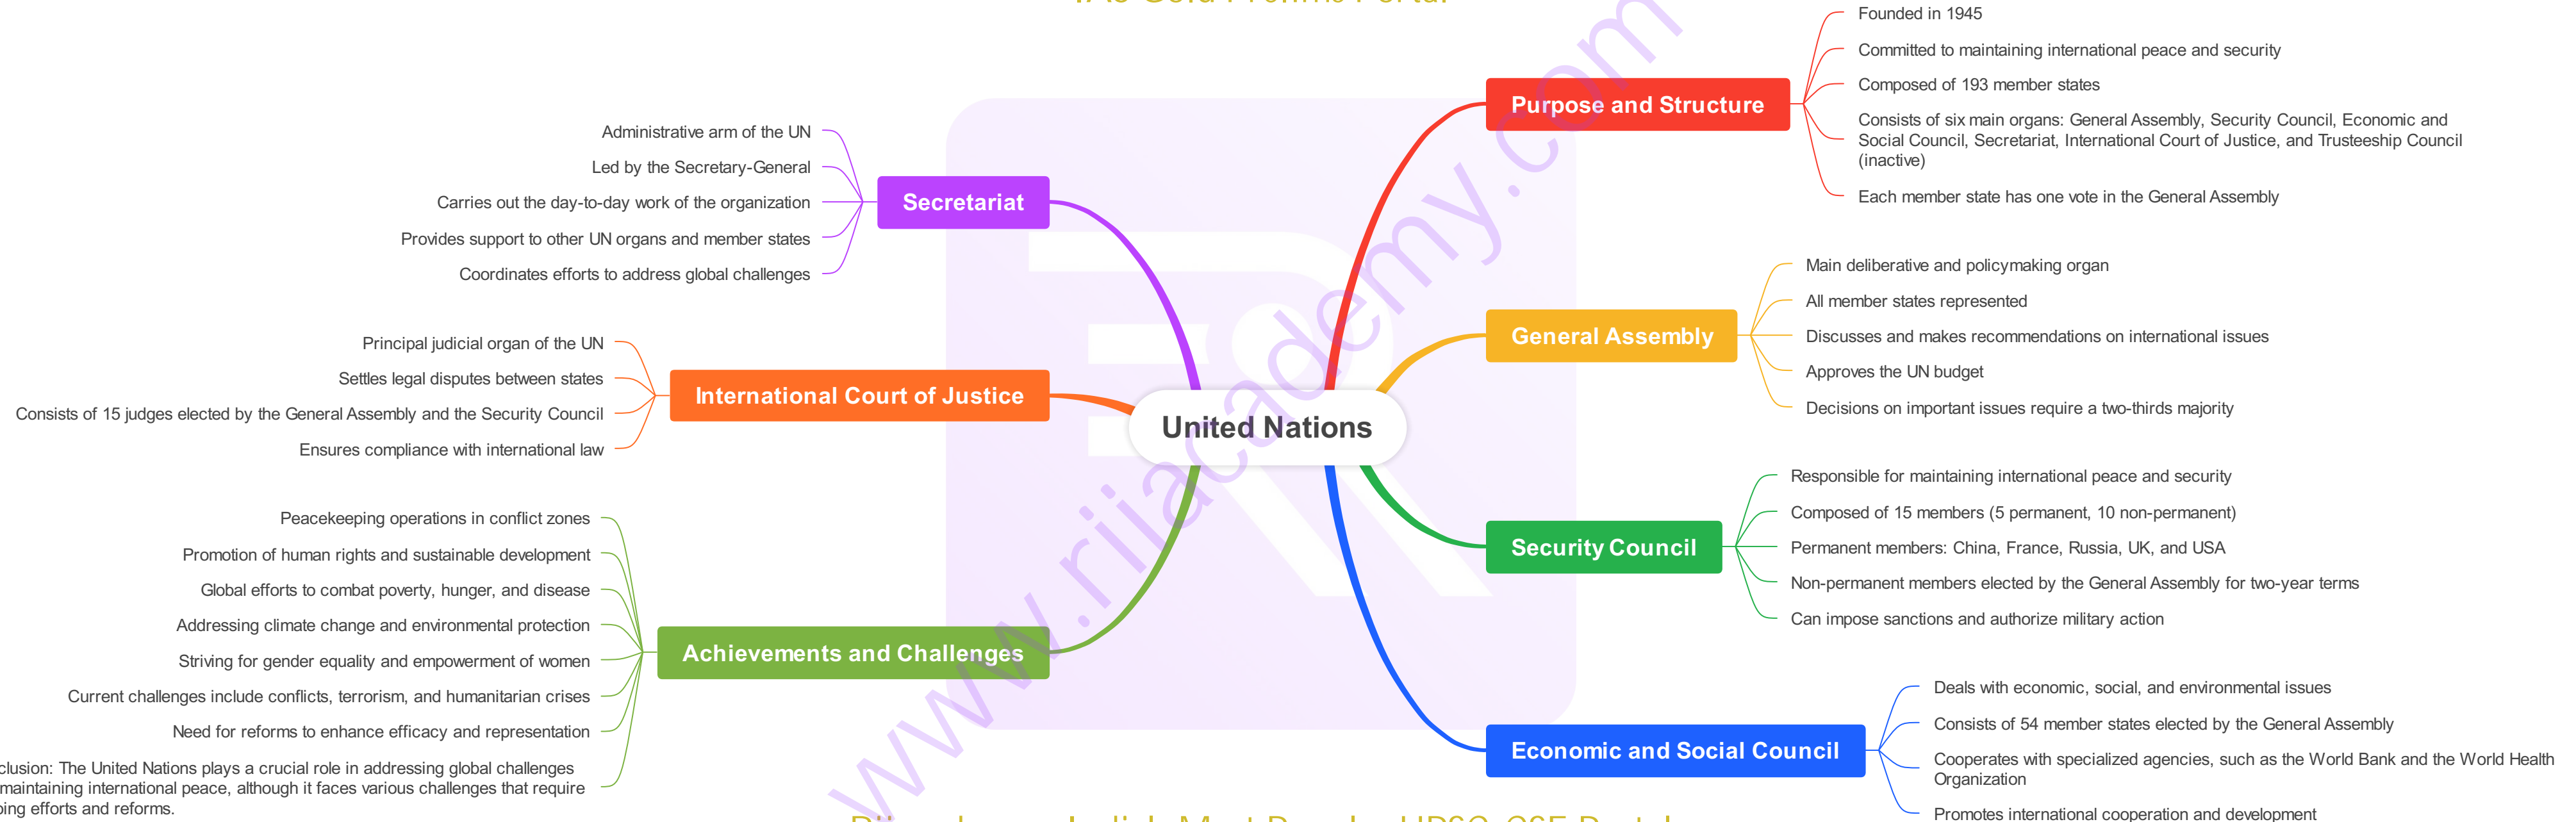 Founded in 1945
Committed to maintaining international peace and security
Purpose and Structure
Composed of 193 member states
Consists of six main organs: General Assembly, Security Council, Economic and
Social Council, Secretariat, International Court of Justice, and Trusteeship Council
(inactive)
Each member state has one vote in the General Assembly
Main deliberative and policymaking organ
All member states represented
General Assembly
Discusses and makes recommendations on international issues
Approves the UN budget
Decisions on important issues require a two-thirds majority
Responsible for maintaining international peace and security
Composed of 15 members (5 permanent, 10 non-permanent)
Security Council
Permanent members: China, France, Russia, UK, and USA
Non-permanent members elected by the General Assembly for two-year terms
Can impose sanctions and authorize military action
Deals with economic, social, and environmental issues
Consists of 54 member states elected by the General Assembly
Economic and Social Council
Cooperates with specialized agencies, such as the World Bank and the World Health
Organization
Promotes international cooperation and development
United Nations
Administrative arm of the UN
Led by the Secretary-General
Carries out the day-to-day work of the organization
Secretariat
Provides support to other UN organs and member states
Coordinates efforts to address global challenges
Principal judicial organ of the UN
Settles legal disputes between states
International Court of Justice
Consists of 15 judges elected by the General Assembly and the Security Council
Ensures compliance with international law
Peacekeeping operations in conflict zones
Promotion of human rights and sustainable development
Global efforts to combat poverty, hunger, and disease
Addressing climate change and environmental protection
Achievements and Challenges
Striving for gender equality and empowerment of women
Current challenges include conflicts, terrorism, and humanitarian crises
Need for reforms to enhance efficacy and representation
clusion: The United Nations plays a crucial role in addressing global challenges
maintaining international peace, although it faces various challenges that require
ing efforts and reforms.
www.rijacademy.com